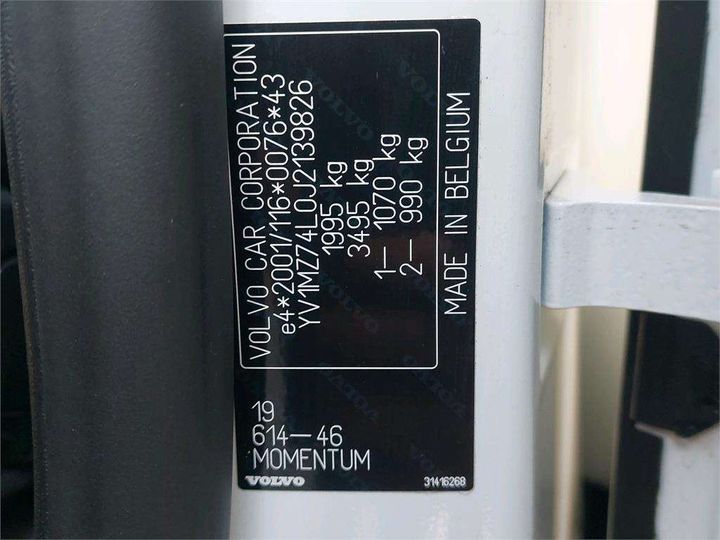 VOLVO CAR CORPORATION
e4*2001/116*0076*43
YV1MZ74L0J2139826
1995 kg
3495 kg
1— 1070 kg
2— 990 kg
MADE IN BELGIUM
19
614—46
MOMENTUM
VOLVO
31416268